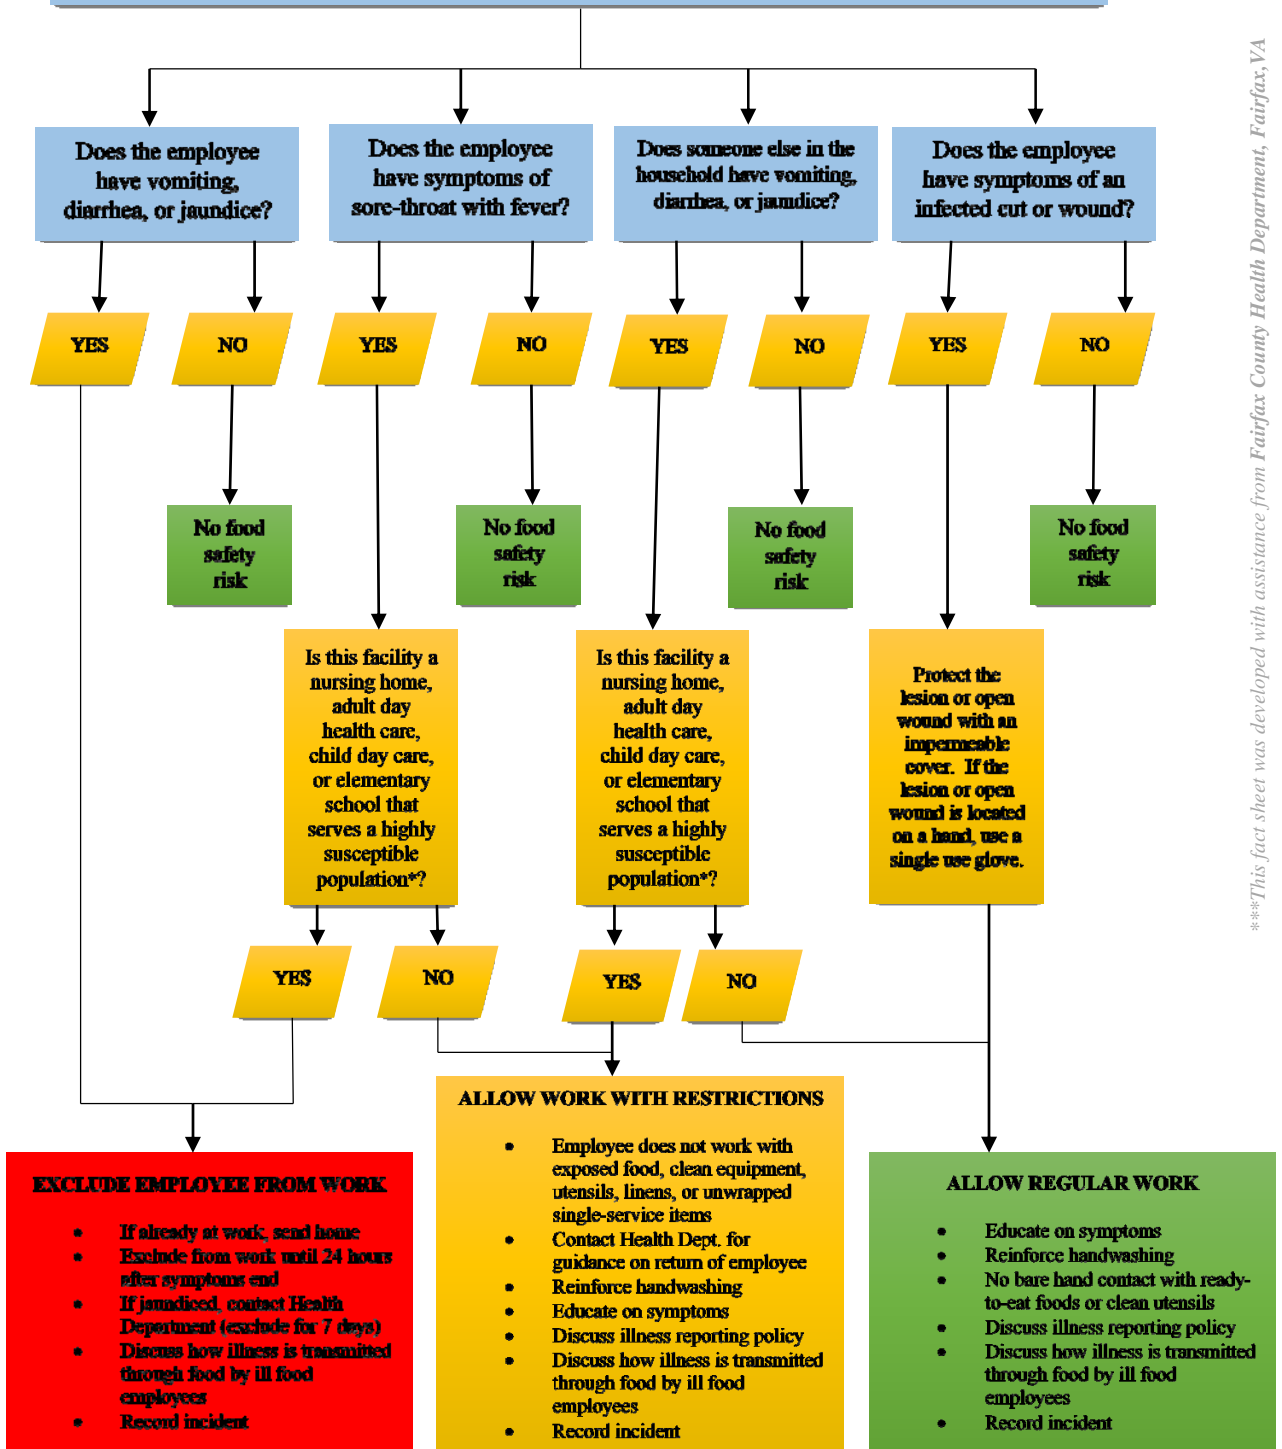 Does the employee
have vomiting,
diarrhea, or jaundice?
Does the employee
have symptoms of
sore-throat with fever?
Does someone else in the
household have vomiting,
diarrhea, or jaundice?
Does the employee
have symptoms of an
infected cut or wound?
YES
NO
YES
NO
YES
NO
YES
NO
No food
safety
risk
No food
safety
risk
No food
safety
risk
No food
safety
risk
Is this facility a
nursing home,
adult day
health care,
child day care,
or elementary
school that
serves a highly
susceptible
population*?
Is this facility a
nursing home,
adult day
health care,
child day care,
or elementary
school that
serves a highly
susceptible
population*?
Protect the
lesion or open
wound with an
impermeable
cover.  If the
lesion or open
wound is located
on a hand, use a
single use glove.
YES
NO
YES
NO
EXCLUDE EMPLOYEE FROM WORK
• If already at work, send home
• Exclude from work until 24 hours
after symptoms end
• If jaundiced, contact Health
Department (exclude for 7 days)
• Discuss how illness is transmitted
through food by ill food
employees
• Record incident
ALLOW WORK WITH RESTRICTIONS
• Employee does not work with
exposed food, clean equipment,
utensils, linens, or unwrapped
single-service items
• Contact Health Dept. for
guidance on return of employee
• Reinforce handwashing
• Educate on symptoms
• Discuss illness reporting policy
• Discuss how illness is transmitted
through food by ill food
employees
• Record incident
ALLOW REGULAR WORK
• Educate on symptoms
• Reinforce handwashing
• No bare hand contact with ready-
to-eat foods or clean utensils
• Discuss illness reporting policy
• Discuss how illness is transmitted
through food by ill food
employees
• Record incident
***This fact sheet was developed with assistance from Fairfax County Health Department, Fairfax,VA